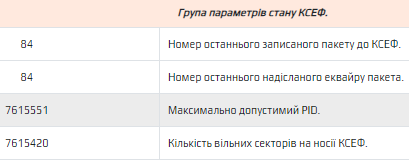 Група параметрів стану КСЕФ.
84 Номер останнього записаного пакету до КСЕФ.
84 Номер останнього надісланого еквайру пакета.
7615551 Максимально допустимий PID.
7615420 Кількість вільних секторів на носії КСЕФ.